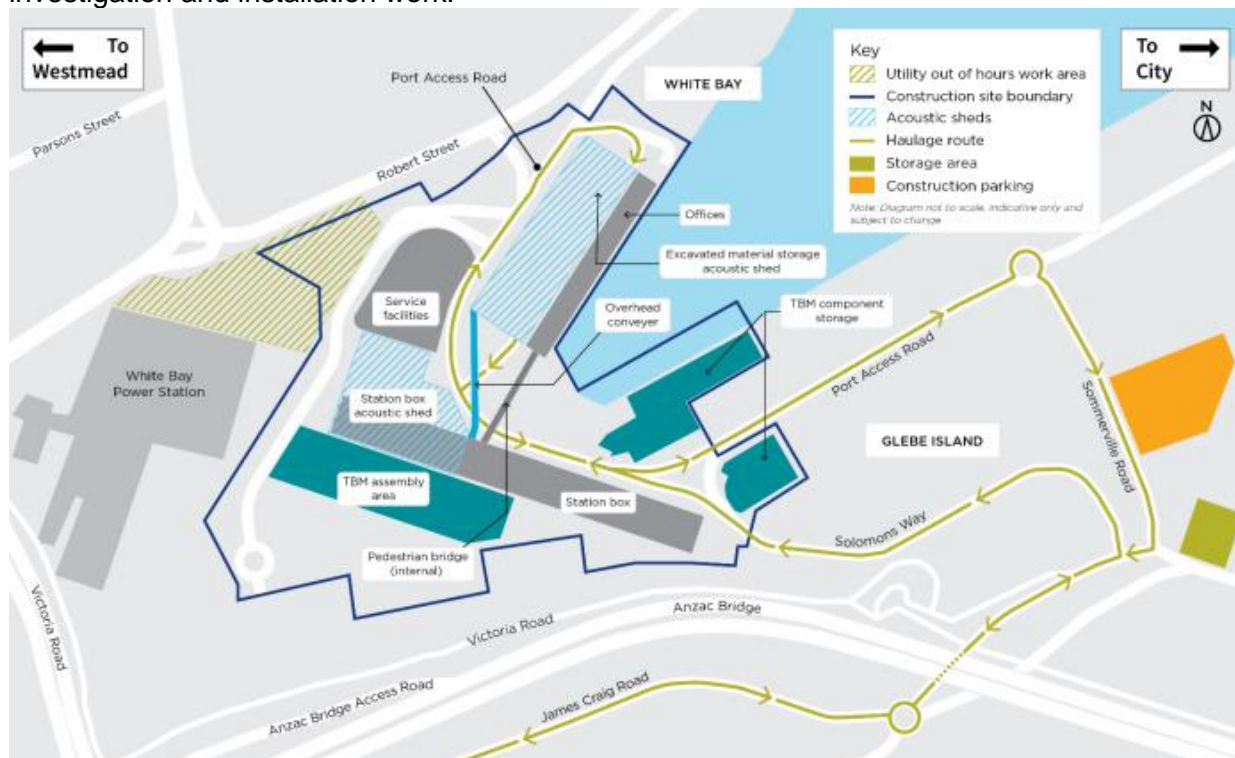 investigation and installation work.
To
Westmead
Port Access Road
WHITE BAY
Key
Utility out of hours work area
Construction site boundary
Acoustic sheds
Haulage route
Storage area
Construction parking
Note: Diagram not to scale, indicative only and
subject to change
To
City
N
Parsons Street
Robert Street
Offices
Excavated material storage
acoustic shed
Service
facilities
Overhead
conveyer
TBM component
storage
White Bay
Power Station
Station box
acoustic shed
Port Access Road
GLEBE ISLAND
Sommerville Road
TBM assembly
area
Station box
Solomons Way
Pedestrian bridge
(internal)
Victoria Road
Victoria Road
Anzac Bridge
Anzac Bridge Access Road
James Craig Road